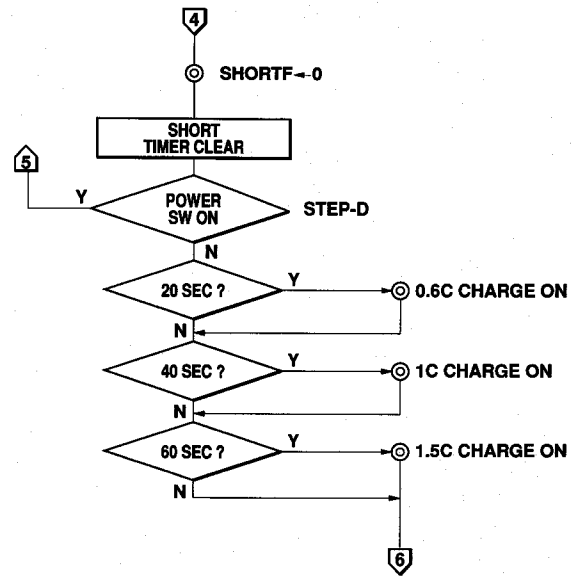 4
SHORTF←0
SHORT
TIMER CLEAR
5
Y
POWER
SW ON
STEP-D
N
20 SEC ?
Y
0.6C CHARGE ON
N
40 SEC ?
Y
1C CHARGE ON
N
60 SEC ?
Y
1.5C CHARGE ON
N
6